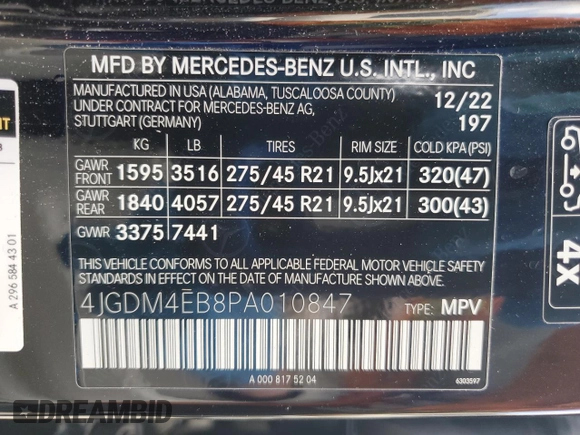 MFD BY MERCEDES-BENZ U.S. INTL., INC
MANUFACTURED IN USA (ALABAMA, TUSCALOOSA COUNTY) 12/22
UNDER CONTRACT FOR MERCEDES-BENZ AG,
STUTTGART (GERMANY) 197
KG LB TIRES RIM SIZE COLD KPA (PSI)
GAWR FRONT 1595 3516 275/45 R21 9.5Jx21 320(47)
GAWR REAR 1840 4057 275/45 R21 9.5Jx21 300(43)
GVWR 3375 7441
THIS VEHICLE CONFORMS TO ALL APPLICABLE FEDERAL MOTOR VEHICLE SAFETY
STANDARDS IN EFFECT ON THE DATE OF MANUFACTURE SHOWN ABOVE.
4JGDM4EB8PA010847 TYPE: MPV
A 000 817 52 04 6303597
A 296 584 43 01
4X
DREAMBID